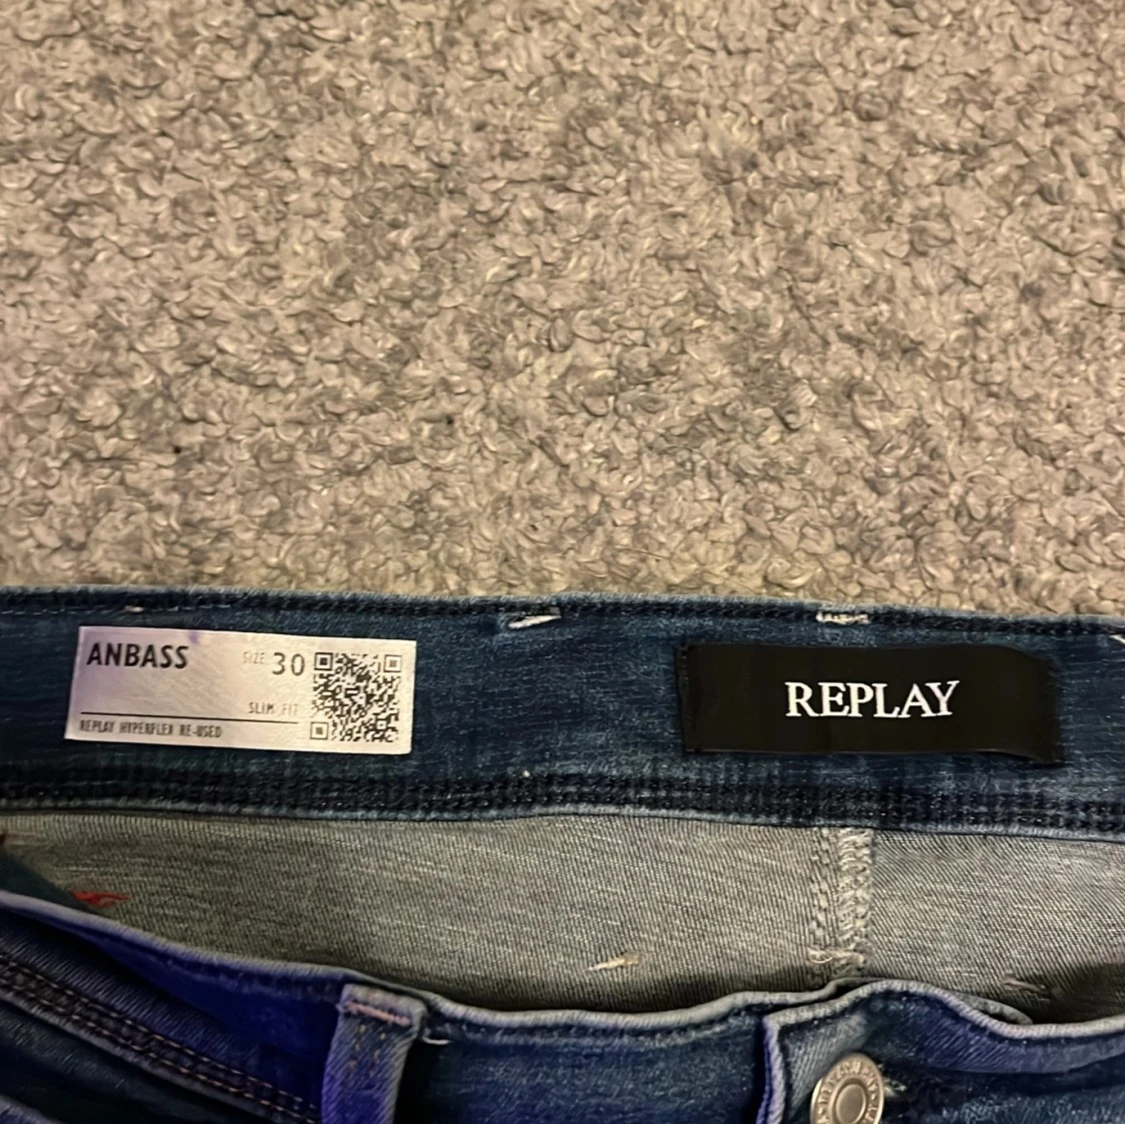 ANBASS
SIZE 30
SLIM FIT
REPLAY HYPERFLEX RE-USED
REPLAY